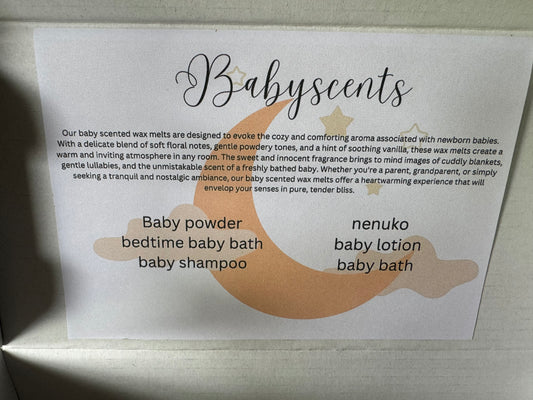 Babyscents
Our baby scented wax melts are designed to evoke the cozy and comforting aroma associated with newborn babies.
With a delicate blend of soft floral notes, gentle powdery tones, and a hint of soothing vanilla, these wax melts create a
warm and inviting atmosphere in any room. The sweet and innocent fragrance brings to mind images of cuddly blankets,
gentle lullabies, and the unmistakable scent of a freshly bathed baby. Whether you're a parent, grandparent, or simply
seeking a tranquil and nostalgic ambiance, our baby scented wax melts offer a heartwarming experience that will
envelop your senses in pure, tender bliss.
Baby powder
bedtime baby bath
baby shampoo
nenuko
baby lotion
baby bath